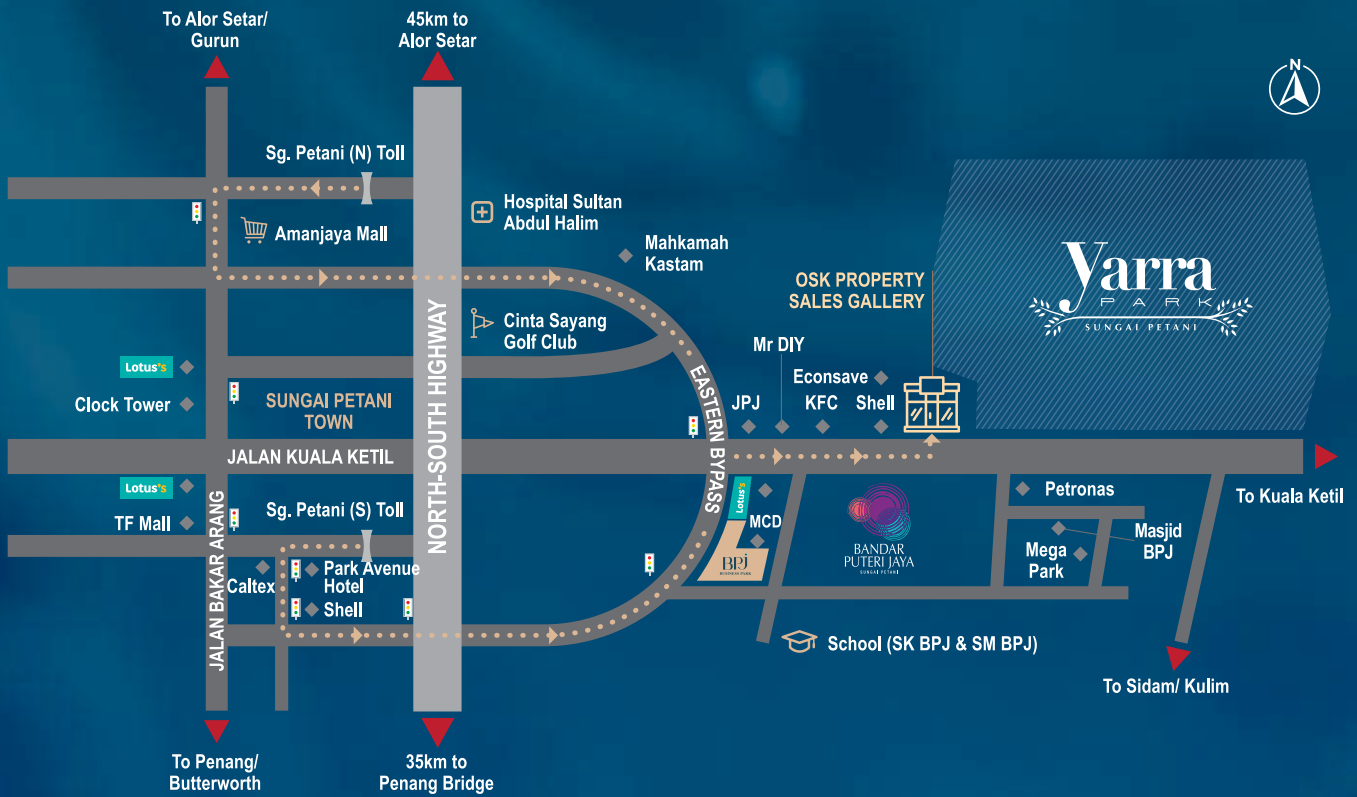 To Alor Setar/
Gurun
45km to
Alor Setar
N
Sg. Petani (N) Toll
Amanjaya Mall
Hospital Sultan
Abdul Halim
Mahkamah
Kastam
OSK PROPERTY
SALES GALLERY
Yarra
PARK
SUNGAI PETANI
Cinta Sayang
Golf Club
Mr DIY
Lotus's
Clock Tower
SUNGAI PETANI
TOWN
Econsave
JPJ
KFC
Shell
EASTERN BYPASS
NORTH-SOUTH HIGHWAY
JALAN KUALA KETIL
Lotus's
TF Mall
JALAN BAKAR ARANG
Sg. Petani (S) Toll
Caltex
Park Avenue
Hotel
Shell
Lotus's
MCD
BPJ
BUSINESS PARK
BANDAR
PUTERI JAYA
SUNGAI PETANI
Petronas
Masjid
BPJ
Mega
Park
To Kuala Ketil
School (SK BPJ & SM BPJ)
To Sidam/ Kulim
To Penang/
Butterworth
35km to
Penang Bridge